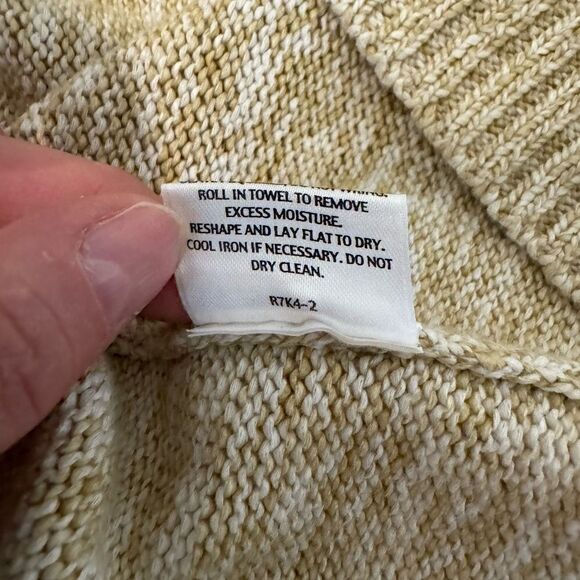 WRING.
ROLL IN TOWEL TO REMOVE
EXCESS MOISTURE.
RESHAPE AND LAY FLAT TO DRY.
COOL IRON IF NECESSARY. DO NOT
DRY CLEAN.
R7K4-2